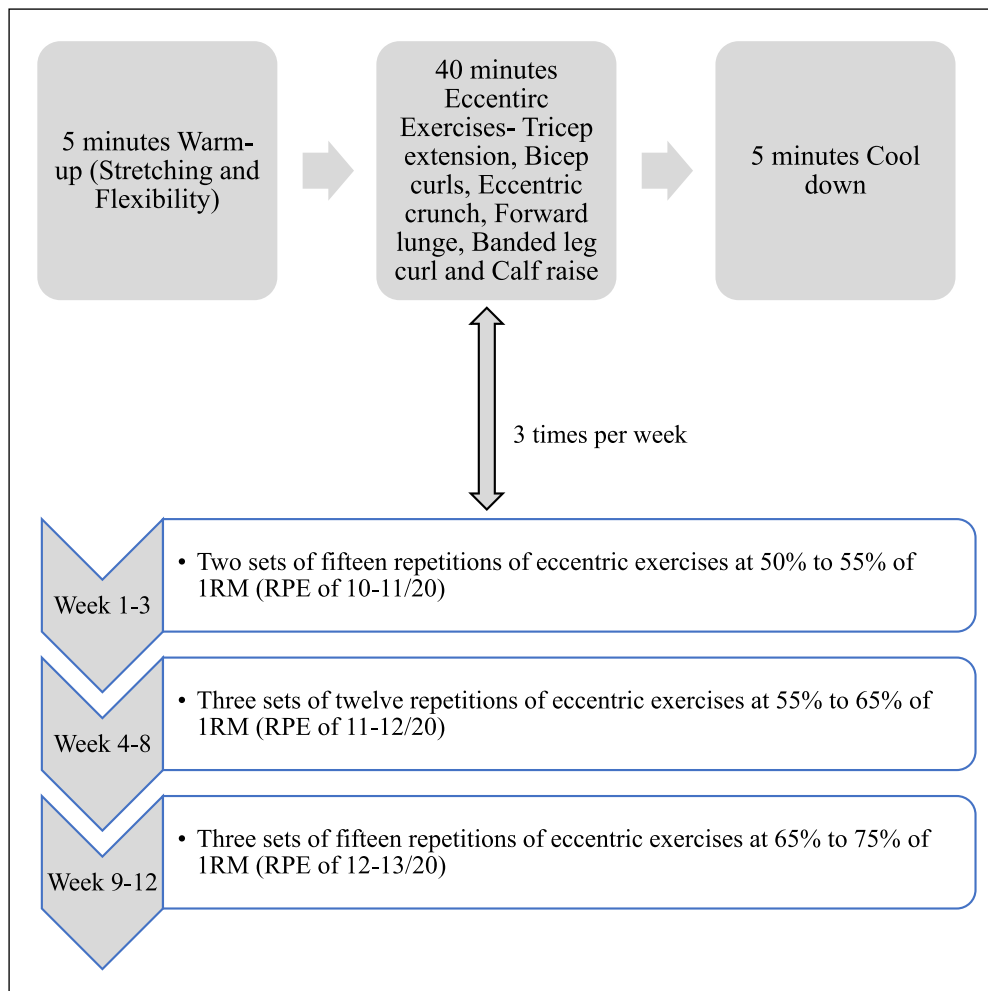 5 minutes Warm-
up (Stretching and
Flexibility)
40 minutes
Eccentirc
Exercises- Tricep
extension, Bicep
curls, Eccentric
crunch, Forward
lunge, Banded leg
curl and Calf raise
5 minutes Cool
down
3 times per week
Week 1-3
• Two sets of fifteen repetitions of eccentric exercises at 50% to 55% of
1RM (RPE of 10-11/20)
Week 4-8
• Three sets of twelve repetitions of eccentric exercises at 55% to 65% of
1RM (RPE of 11-12/20)
Week 9-12
• Three sets of fifteen repetitions of eccentric exercises at 65% to 75% of
1RM (RPE of 12-13/20)